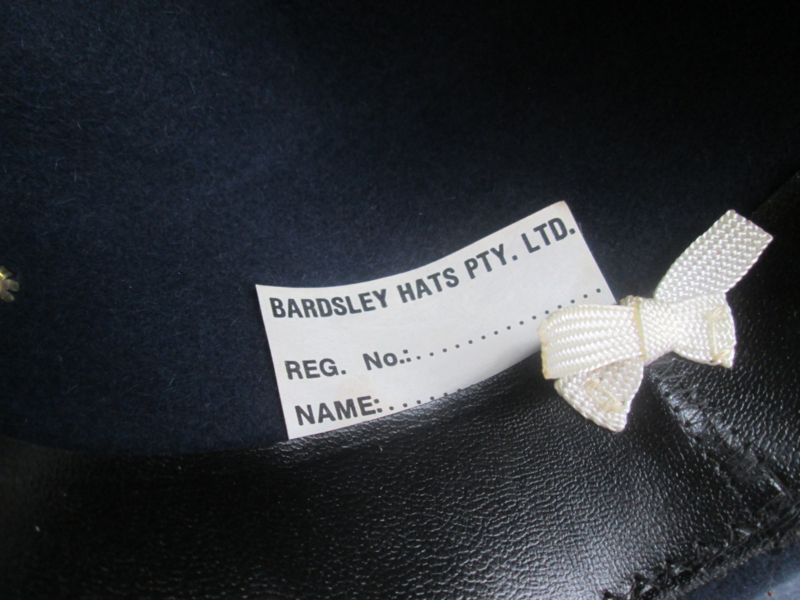 BARDSLEY HATS PTY. LTD.
REG. No.:..............
NAME:......